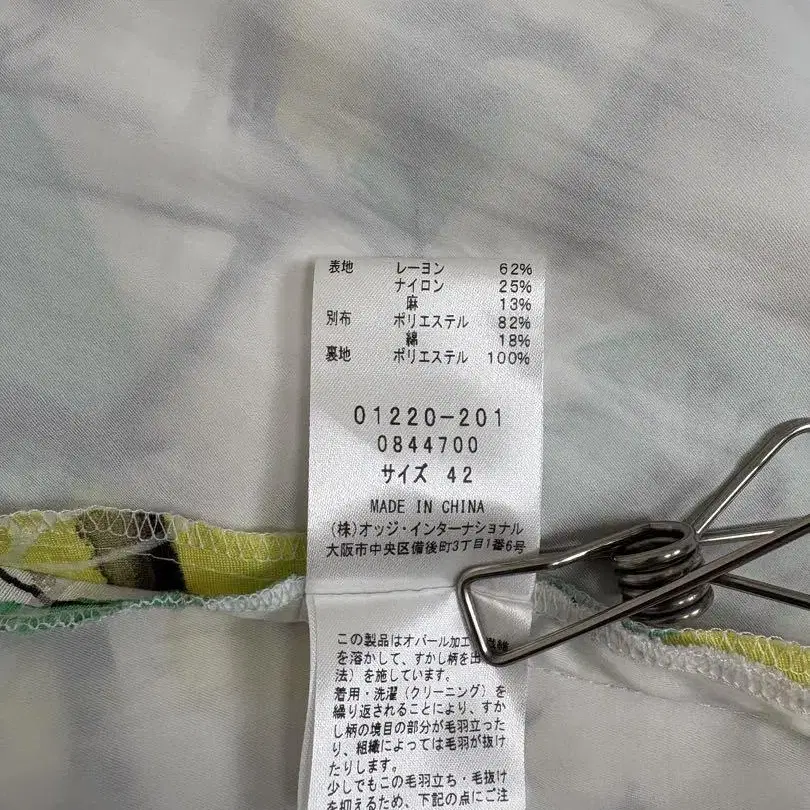 表地 レーヨン 62%
ナイロン 25%
麻 13%
別布 ポリエステル 82%
綿 18%
裏地 ポリエステル 100%
01220-201
0844700
サイズ 42
MADE IN CHINA
(株)オッジ・インターナショナル
大阪市中央区備後町3丁目1番6号
この製品はオパール加工 繊維
を溶かして、すかし柄を出
法)を施しています。
着用・洗濯(クリーニング)を
繰り返されることにより、すか
し柄の境目の部分が毛羽立った
り、組織によっては毛羽が抜け
たりします。
少しでもこの毛羽立ち・毛抜け
を抑えるため、下記の点にご注